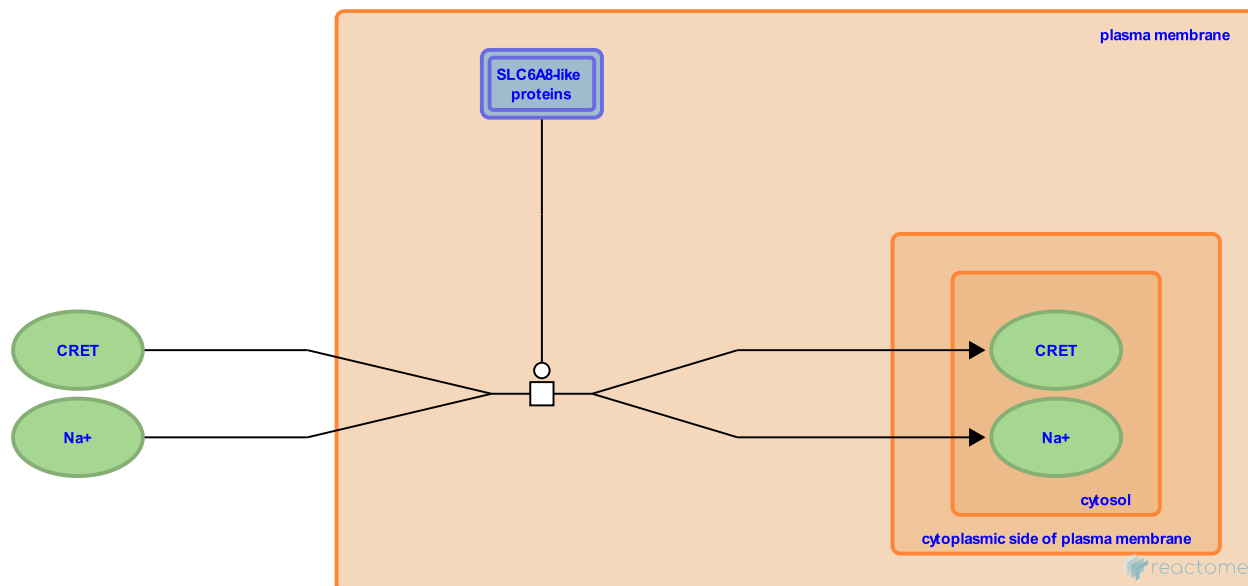 plasma membrane
SLC6A8-like
proteins
CRET
CRET
Na+
Na+
cytosol
cytoplasmic side of plasma membrane
reactome